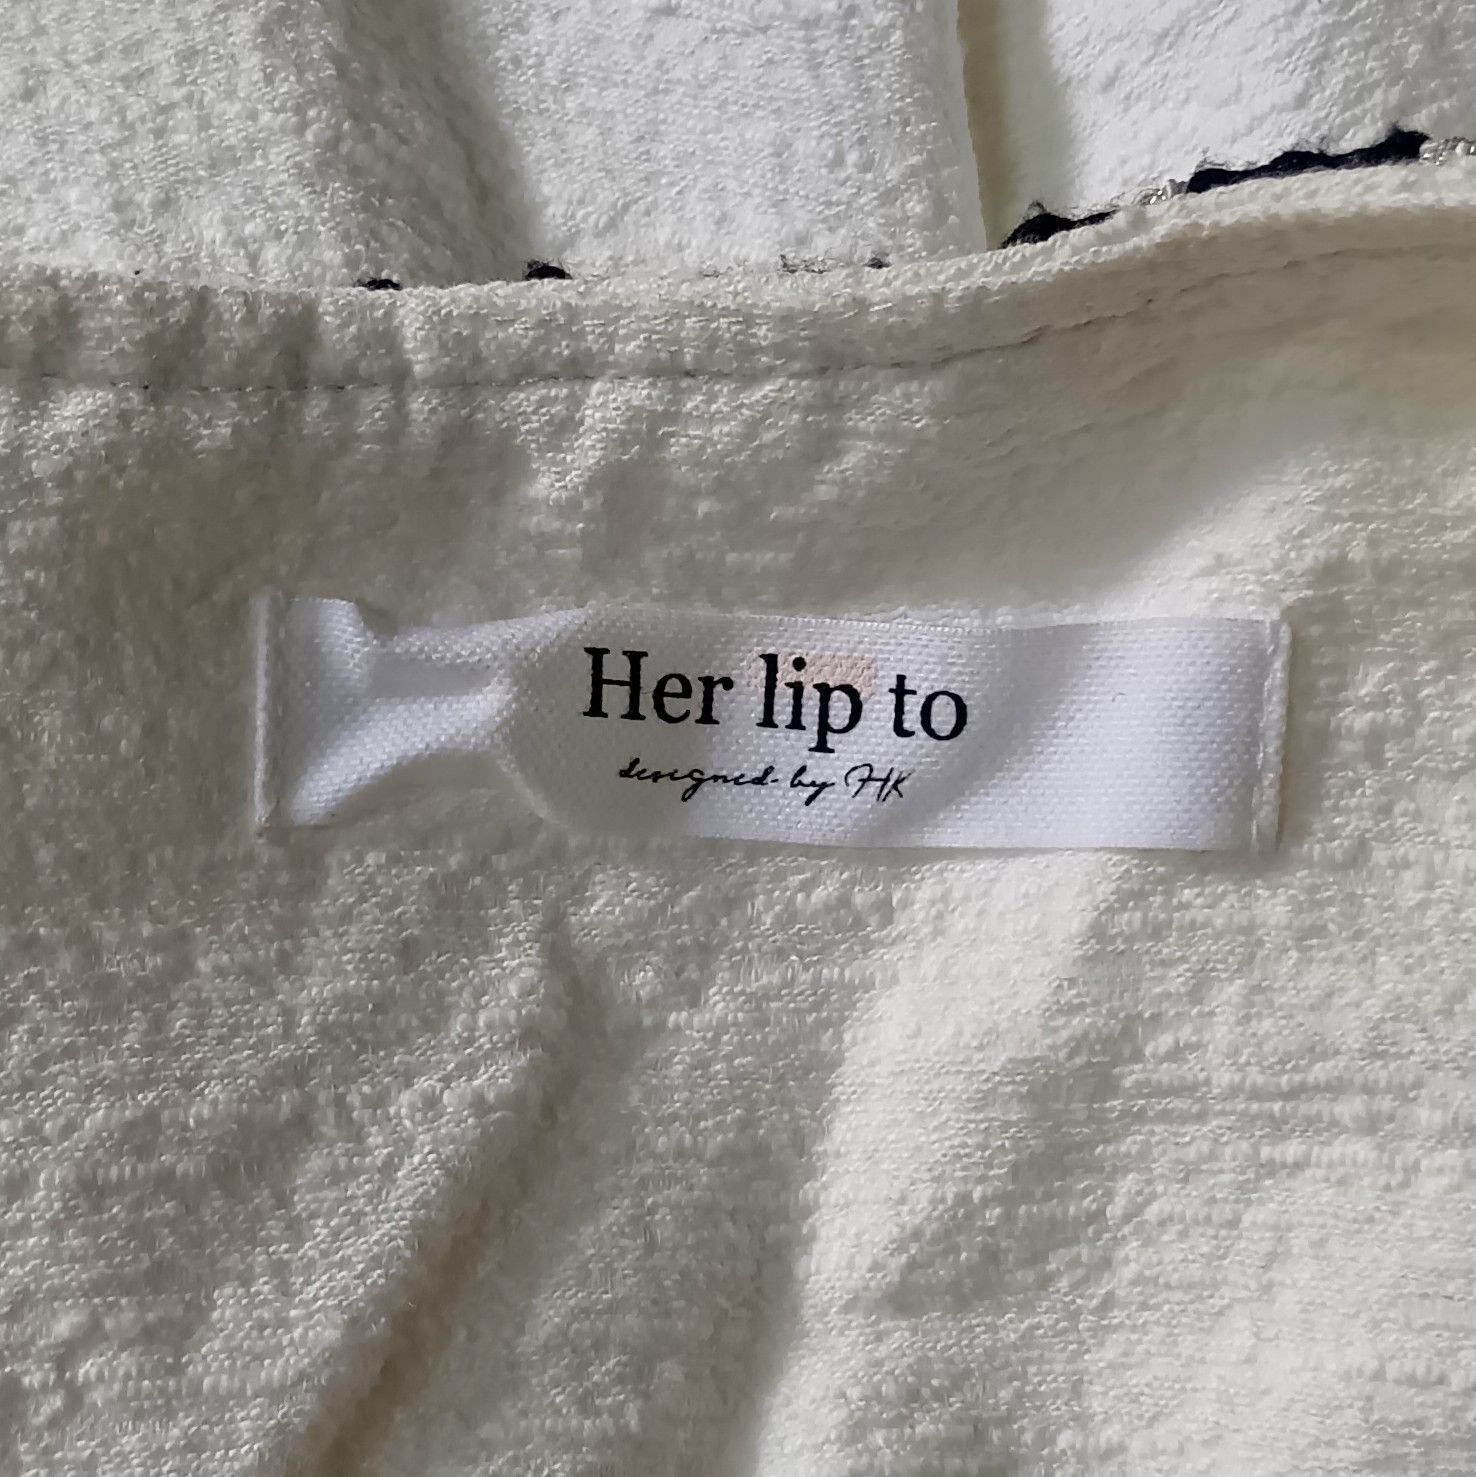 Her lip to
designed by HK